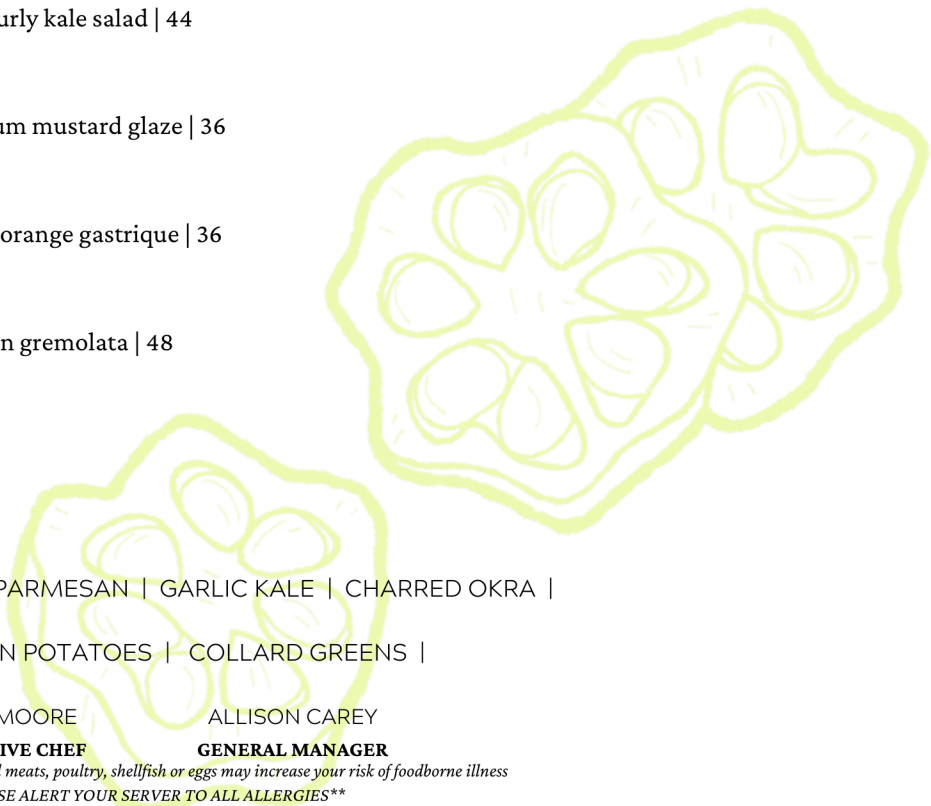 urly kale salad | 44
um mustard glaze | 36
orange gastrique | 36
n gremolata | 48
PARMESAN | GARLIC KALE | CHARRED OKRA |
N POTATOES | COLLARD GREENS |
MOORE ALLISON CAREY
IVE CHEF GENERAL MANAGER
meats, poultry, shellfish or eggs may increase your risk of foodborne illness
SE ALERT YOUR SERVER TO ALL ALLERGIES**